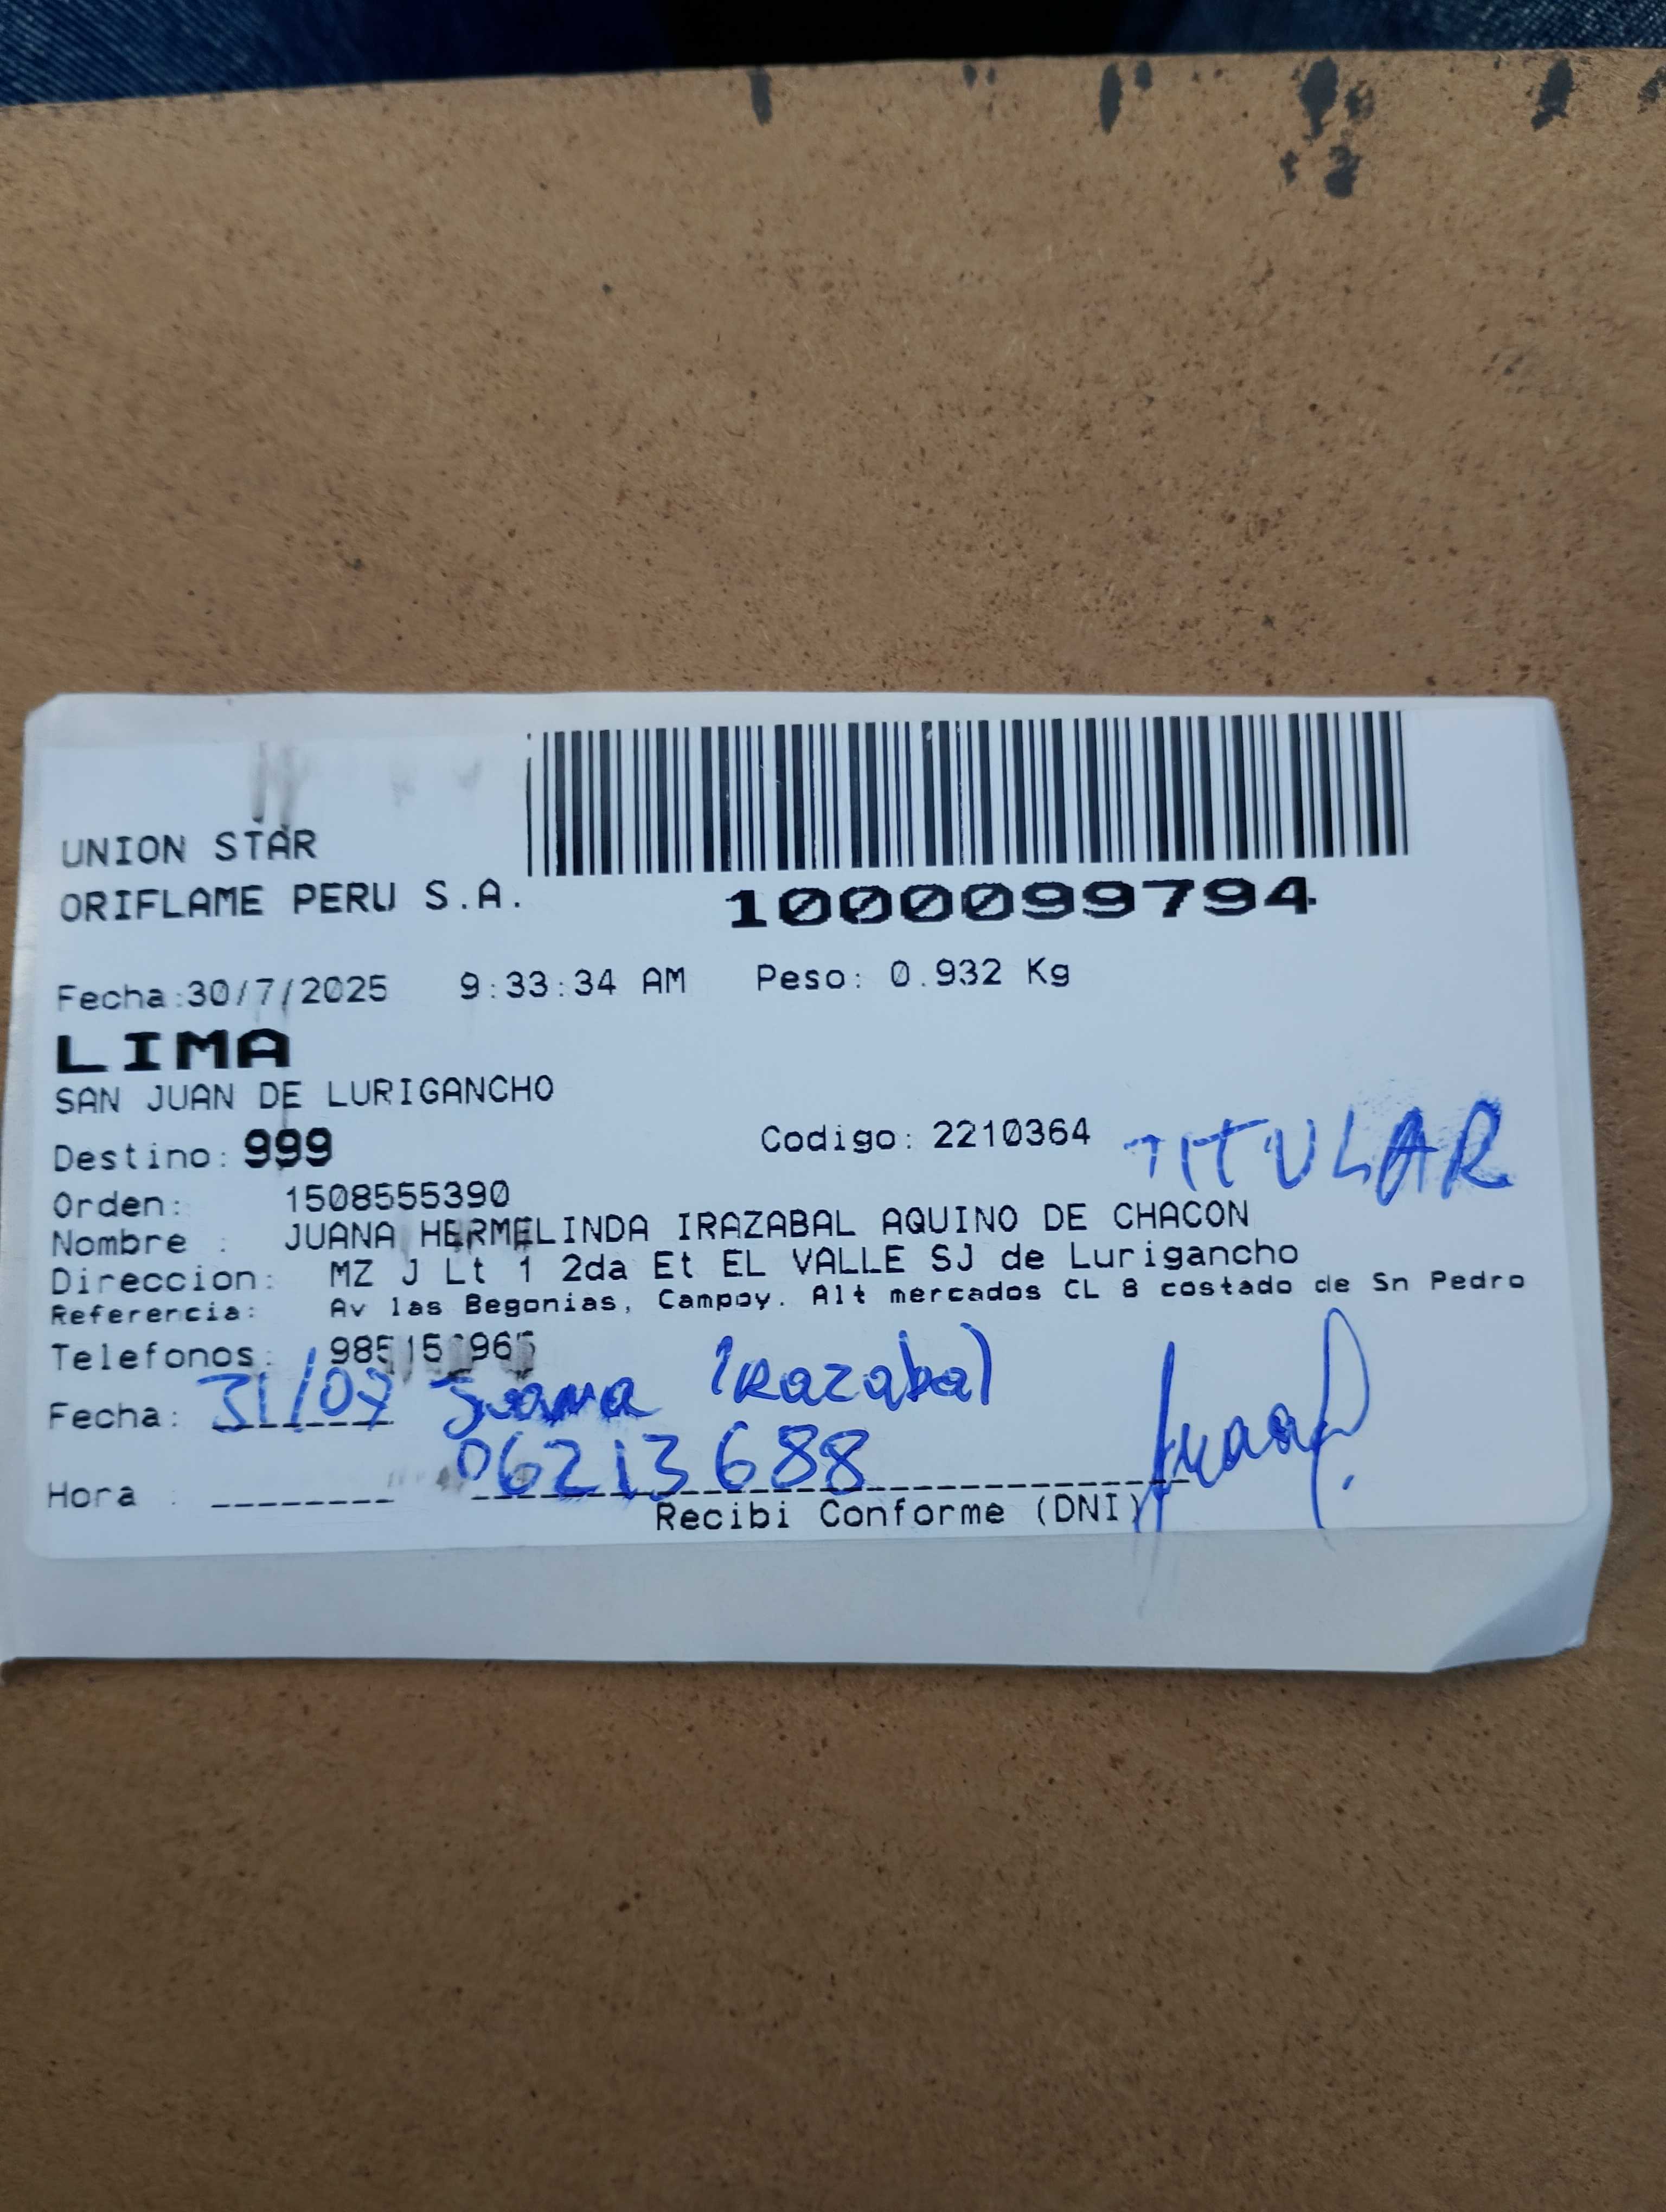 UNION STAR
ORIFLAME PERU S.A.
1000099794
Fecha:30/7/2025 9:33:34 AM Peso: 0.932 Kg
LIMA
SAN JUAN DE LURIGANCHO
Destino: 999 Codigo: 2210364 TITULAR
Orden: 1508555390
Nombre : JUANA HERMELINDA IRAZABAL AQUINO DE CHACON
Direccion: MZ J Lt 1 2da Et EL VALLE SJ de Lurigancho
Referencia: Av las Begonias, Campoy. Alt mercados CL 8 costado de Sn Pedro
Telefonos:
Fecha: 31/07 Juana Irazabal
06213688
Hora :
Recibi Conforme (DNI)